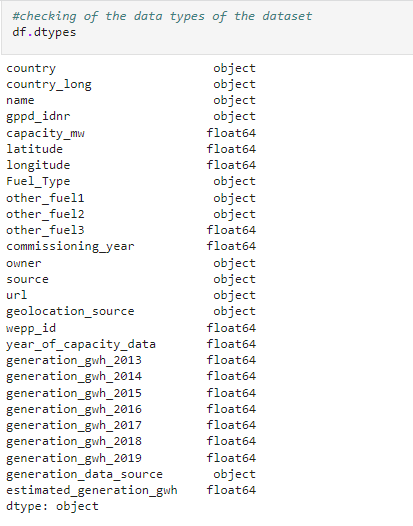 #checking of the data types of the dataset
df.dtypes
country object
country_long object
name object
gppd_idnr object
capacity_mw float64
latitude float64
longitude float64
Fuel_Type object
other_fuel1 object
other_fuel2 object
other_fuel3 float64
commissioning_year float64
owner object
source object
url object
geolocation_source object
wepp_id float64
year_of_capacity_data float64
generation_gwh_2013 float64
generation_gwh_2014 float64
generation_gwh_2015 float64
generation_gwh_2016 float64
generation_gwh_2017 float64
generation_gwh_2018 float64
generation_gwh_2019 float64
generation_data_source object
estimated_generation_gwh float64
dtype: object